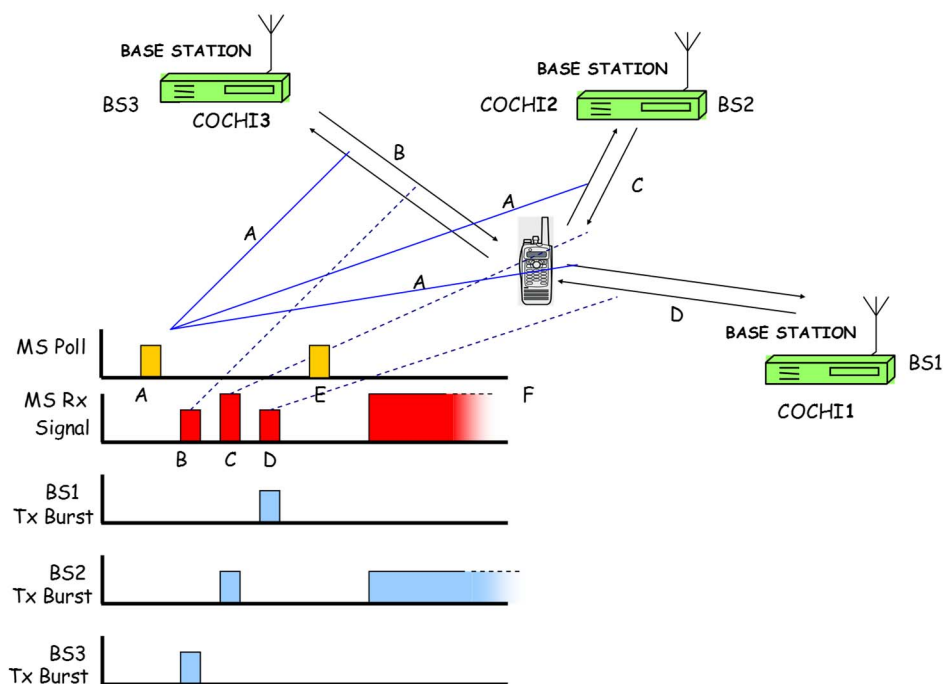 BASE STATION
BS3
COCHI3
BASE STATION
COCHI2
BS2
B
A
A
C
A
D
BASE STATION
BS1
COCHI1
MS Poll
A
E
F
MS Rx
Signal
B
C
D
BS1
Tx Burst
BS2
Tx Burst
BS3
Tx Burst